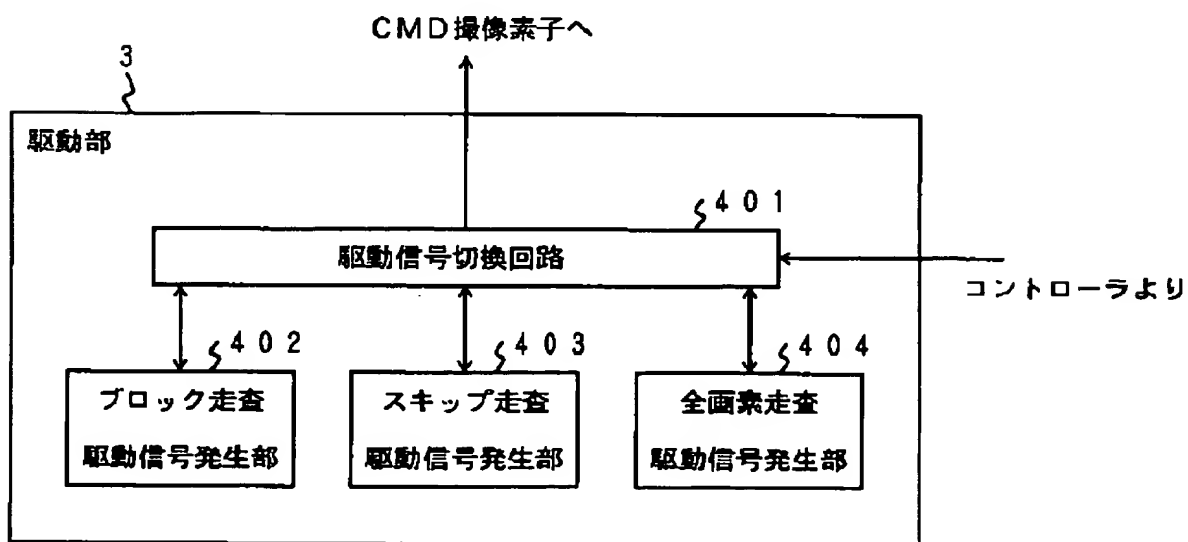 CMD撮像素子へ
3
駆動部
401
駆動信号切換回路
コントローラより
402
403
404
ブロック走査
駆動信号発生部
スキップ走査
駆動信号発生部
全画素走査
駆動信号発生部